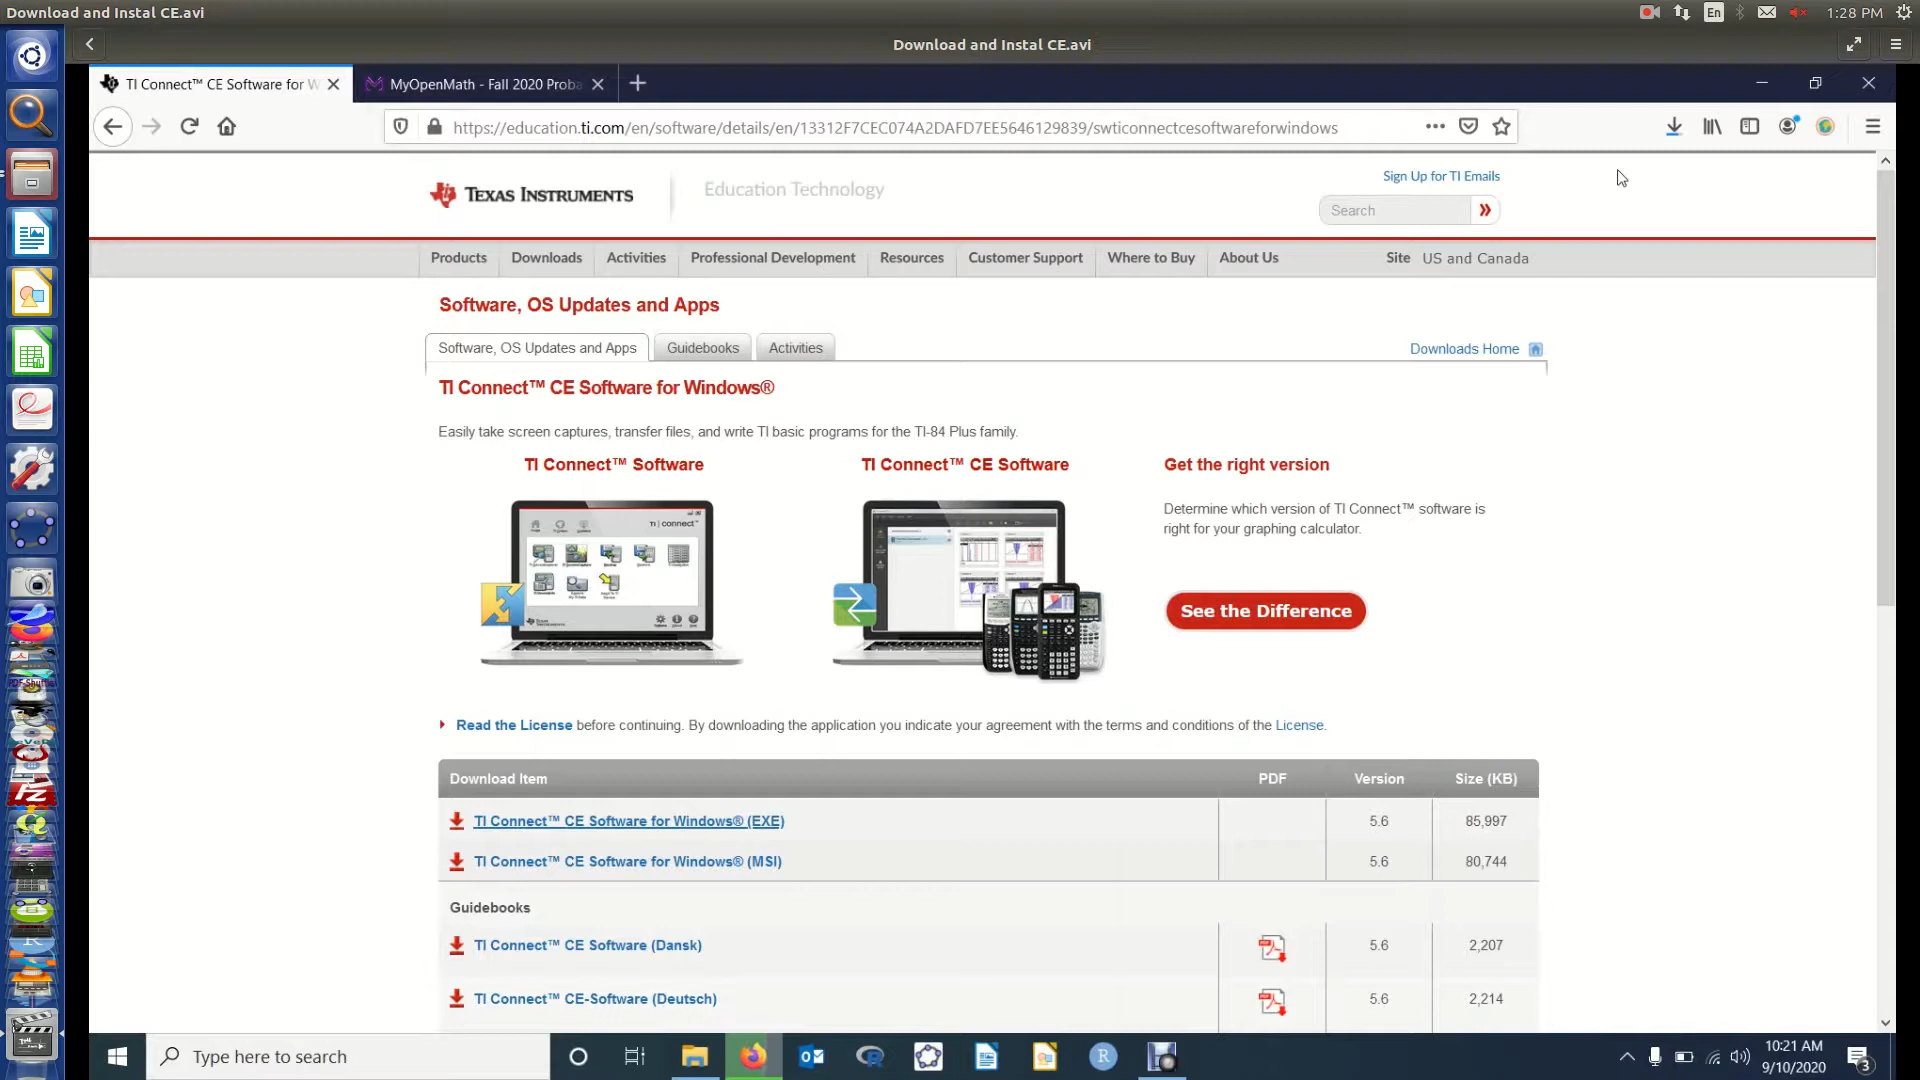 Download and Instal CE.avi
En
1:28 PM
Download and Instal CE.avi
TI Connect™ CE Software for W
MyOpenMath - Fall 2020 Proba
https://education.ti.com/en/software/details/en/13312F7CEC074A2DAFD7EE5646129839/swticonnectcesoftwareforwindows
TEXAS INSTRUMENTS
Education Technology
Sign Up for TI Emails
Search
Products
Downloads
Activities
Professional Development
Resources
Customer Support
Where to Buy
About Us
Site
US and Canada
Software, OS Updates and Apps
Software, OS Updates and Apps
Guidebooks
Activities
Downloads Home
TI Connect™ CE Software for Windows®
Easily take screen captures, transfer files, and write TI basic programs for the TI-84 Plus family.
TI Connect™ Software
TI Connect™ CE Software
Get the right version
Determine which version of TI Connect™ software is
right for your graphing calculator.
See the Difference
Read the License before continuing. By downloading the application you indicate your agreement with the terms and conditions of the License.
Download Item PDF Version Size (KB)
TI Connect™ CE Software for Windows® (EXE) 5.6 85,997
TI Connect™ CE Software for Windows® (MSI) 5.6 80,744
Guidebooks
TI Connect™ CE Software (Dansk) 5.6 2,207
TI Connect™ CE-Software (Deutsch) 5.6 2,214
Type here to search
10:21 AM
9/10/2020
3